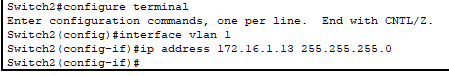 Switch2#configure terminal
Enter configuration commands, one per line.  End with CNTL/Z.
Switch2(config)#interface vlan 1
Switch2(config-if)#ip address 172.16.1.13 255.255.255.0
Switch2(config-if)#